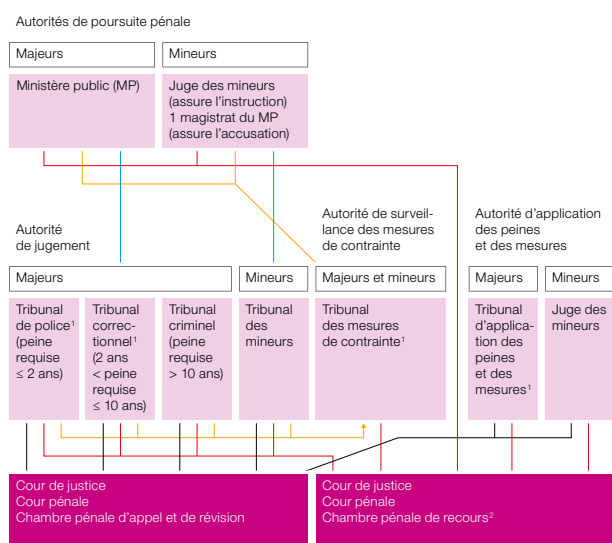 Autorités de poursuite pénale
Majeurs
Mineurs
Ministère public (MP)
Juge des mineurs
(assure l'instruction)
1 magistrat du MP
(assure l'accusation)
Autorité
de jugement
Autorité de surveil-
lance des mesures
de contrainte
Autorité d'application
des peines
et des mesures
Majeurs
Mineurs
Majeurs et mineurs
Majeurs
Mineurs
Tribunal
de police¹
(peine
requise
≤ 2 ans)
Tribunal
correc-
tionnel¹
(2 ans
< peine
requise
≤ 10 ans)
Tribunal
criminel
(peine
requise
> 10 ans)
Tribunal
des
mineurs
Tribunal
des mesures
de contrainte¹
Tribunal
d'applica-
tion des
peines
et des
mesures¹
Juge des
mineurs
Cour de justice
Cour pénale
Chambre pénale d'appel et de révision
Cour de justice
Cour pénale
Chambre pénale de recours²